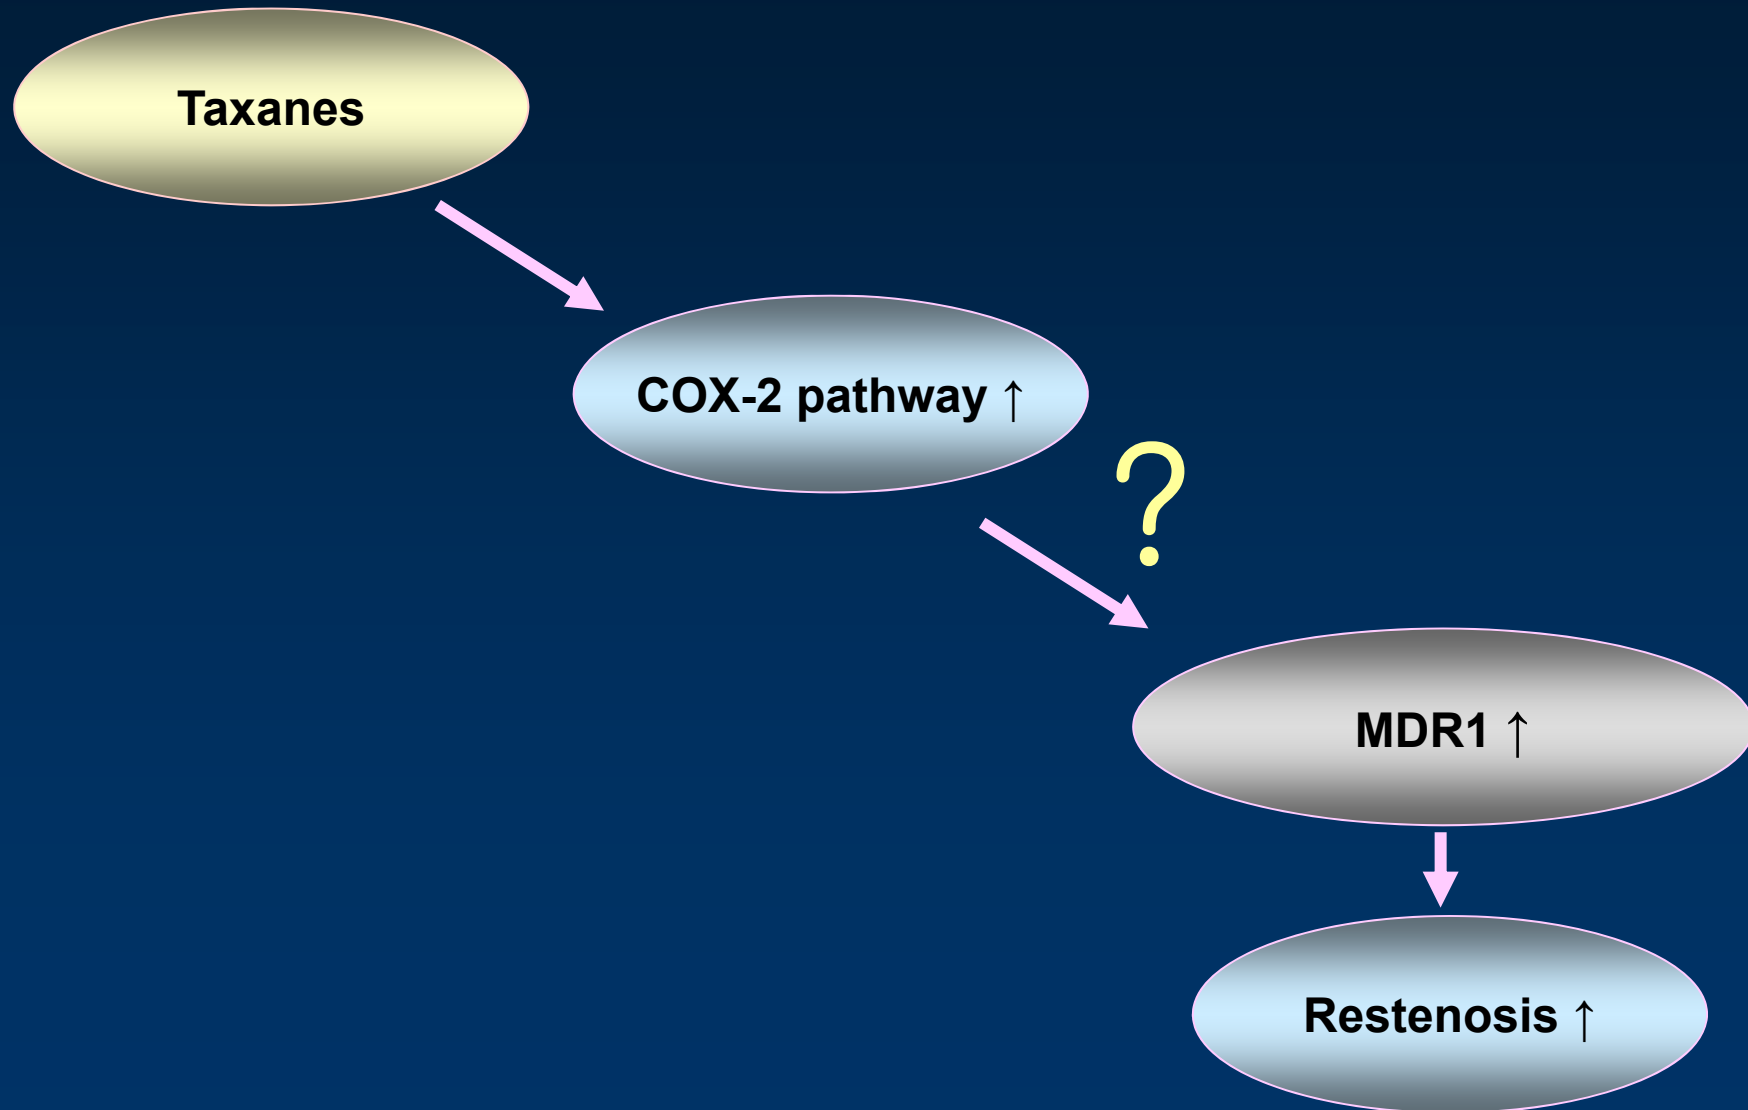 Taxanes
COX-2 pathway ↑
?
MDR1 ↑
Restenosis ↑